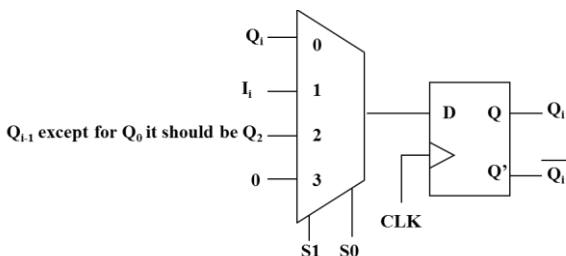 Qi
0
Ii
1
D
Q
Qi
Qi-1 except for Q0 it should be Q2
2
0
3
Q'
Qi
CLK
S1
S0